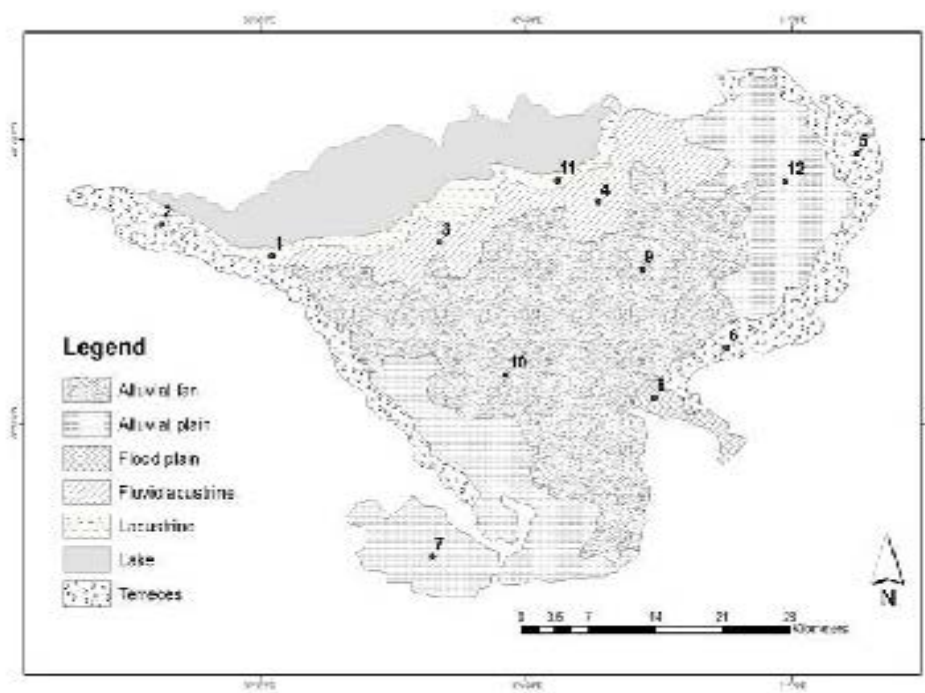 11
5
12
4
2
3
1
9
6
10
8
7
Legend
Alluvial fan
Alluvial plain
Flood plain
Fluviolacustrine
Lacustrine
Lake
Terreces
N
0 3.5 7 14 21 28
Kilometers